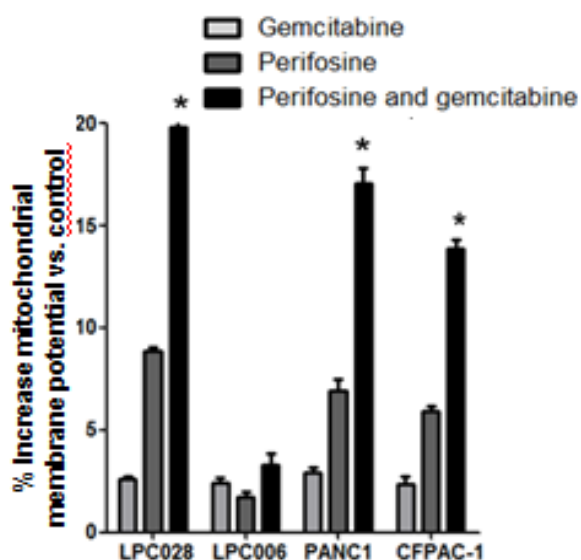 Gemcitabine
Perifosine
Perifosine and gemcitabine
% Increase mitochondrial
membrane potential vs. control
20
15
10
5
0
*
*
*
LPC028 LPC006 PANC1 CFPAC-1